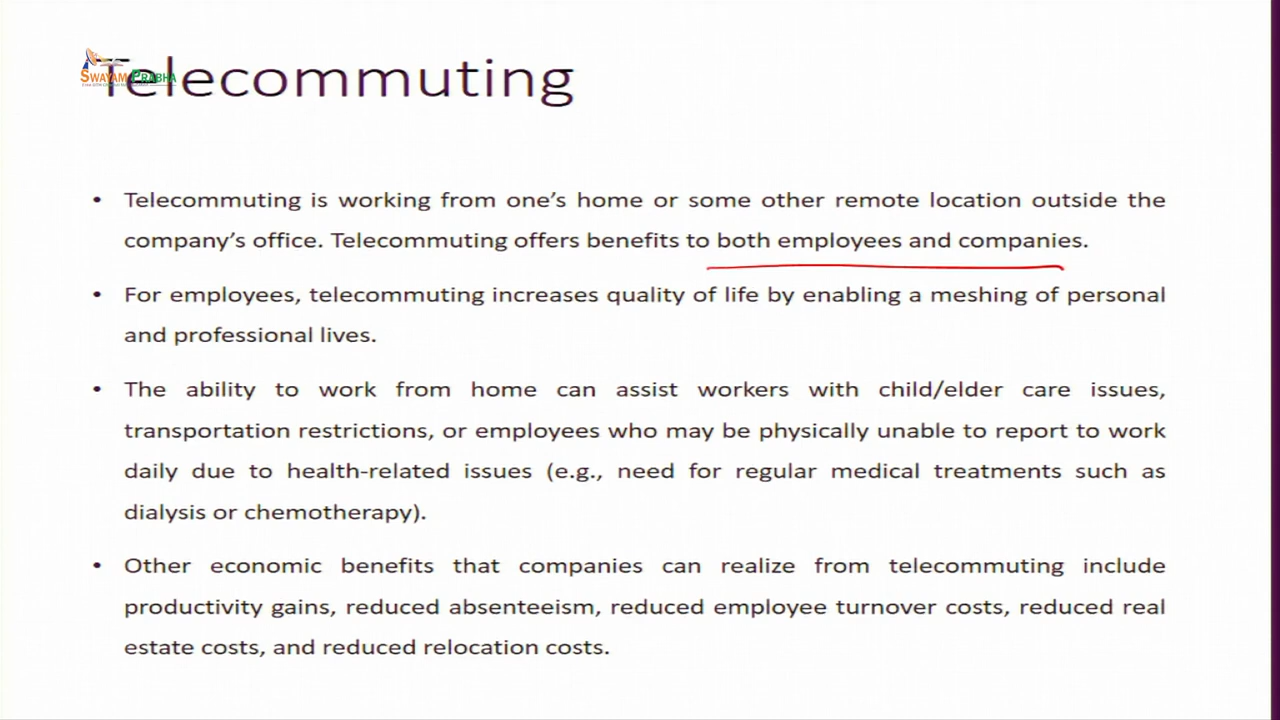 Telecommuting
SWAYAM PRABHA
• Telecommuting is working from one’s home or some other remote location outside the
company’s office. Telecommuting offers benefits to both employees and companies.
• For employees, telecommuting increases quality of life by enabling a meshing of personal
and professional lives.
• The ability to work from home can assist workers with child/elder care issues,
transportation restrictions, or employees who may be physically unable to report to work
daily due to health-related issues (e.g., need for regular medical treatments such as
dialysis or chemotherapy).
• Other economic benefits that companies can realize from telecommuting include
productivity gains, reduced absenteeism, reduced employee turnover costs, reduced real
estate costs, and reduced relocation costs.